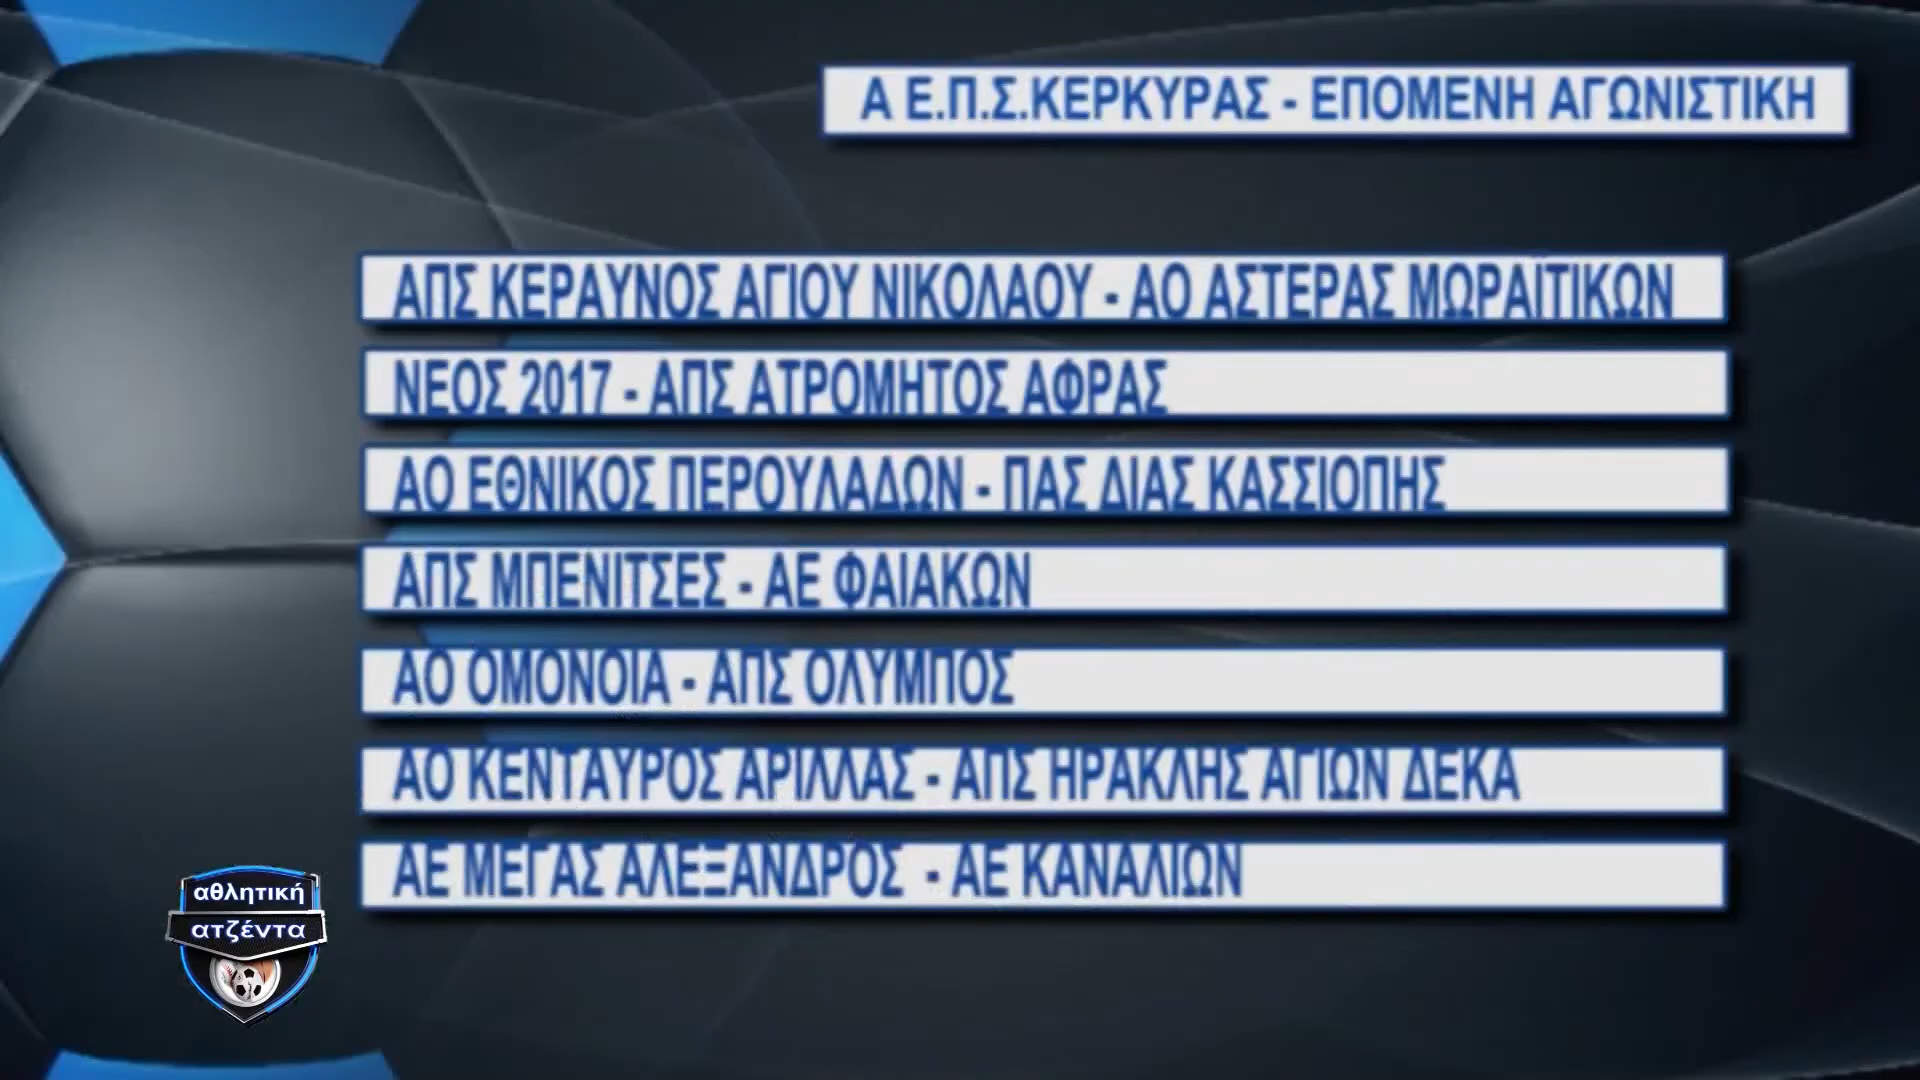 Α Ε.Π.Σ.ΚΕΡΚΥΡΑΣ - ΕΠΟΜΕΝΗ ΑΓΩΝΙΣΤΙΚΗ
ΑΠΣ ΚΕΡΑΥΝΟΣ ΑΓΙΟΥ ΝΙΚΟΛΑΟΥ - ΑΟ ΑΣΤΕΡΑΣ ΜΩΡΑΪΤΙΚΩΝ
ΝΕΟΣ 2017 - ΑΠΣ ΑΤΡΟΜΗΤΟΣ ΑΦΡΑΣ
ΑΟ ΕΘΝΙΚΟΣ ΠΕΡΟΥΛΑΔΩΝ - ΠΑΣ ΔΙΑΣ ΚΑΣΣΙΟΠΗΣ
ΑΠΣ ΜΠΕΝΙΤΣΕΣ - ΑΕ ΦΑΙΑΚΩΝ
ΑΟ ΟΜΟΝΟΙΑ - ΑΠΣ ΟΛΥΜΠΟΣ
ΑΟ ΚΕΝΤΑΥΡΟΣ ΑΡΙΛΛΑΣ - ΑΠΣ ΗΡΑΚΛΗΣ ΑΓΙΩΝ ΔΕΚΑ
ΑΕ ΜΕΓΑΣ ΑΛΕΞΑΝΔΡΟΣ - ΑΕ ΚΑΝΑΛΙΩΝ
αθλητική
ατζέντα